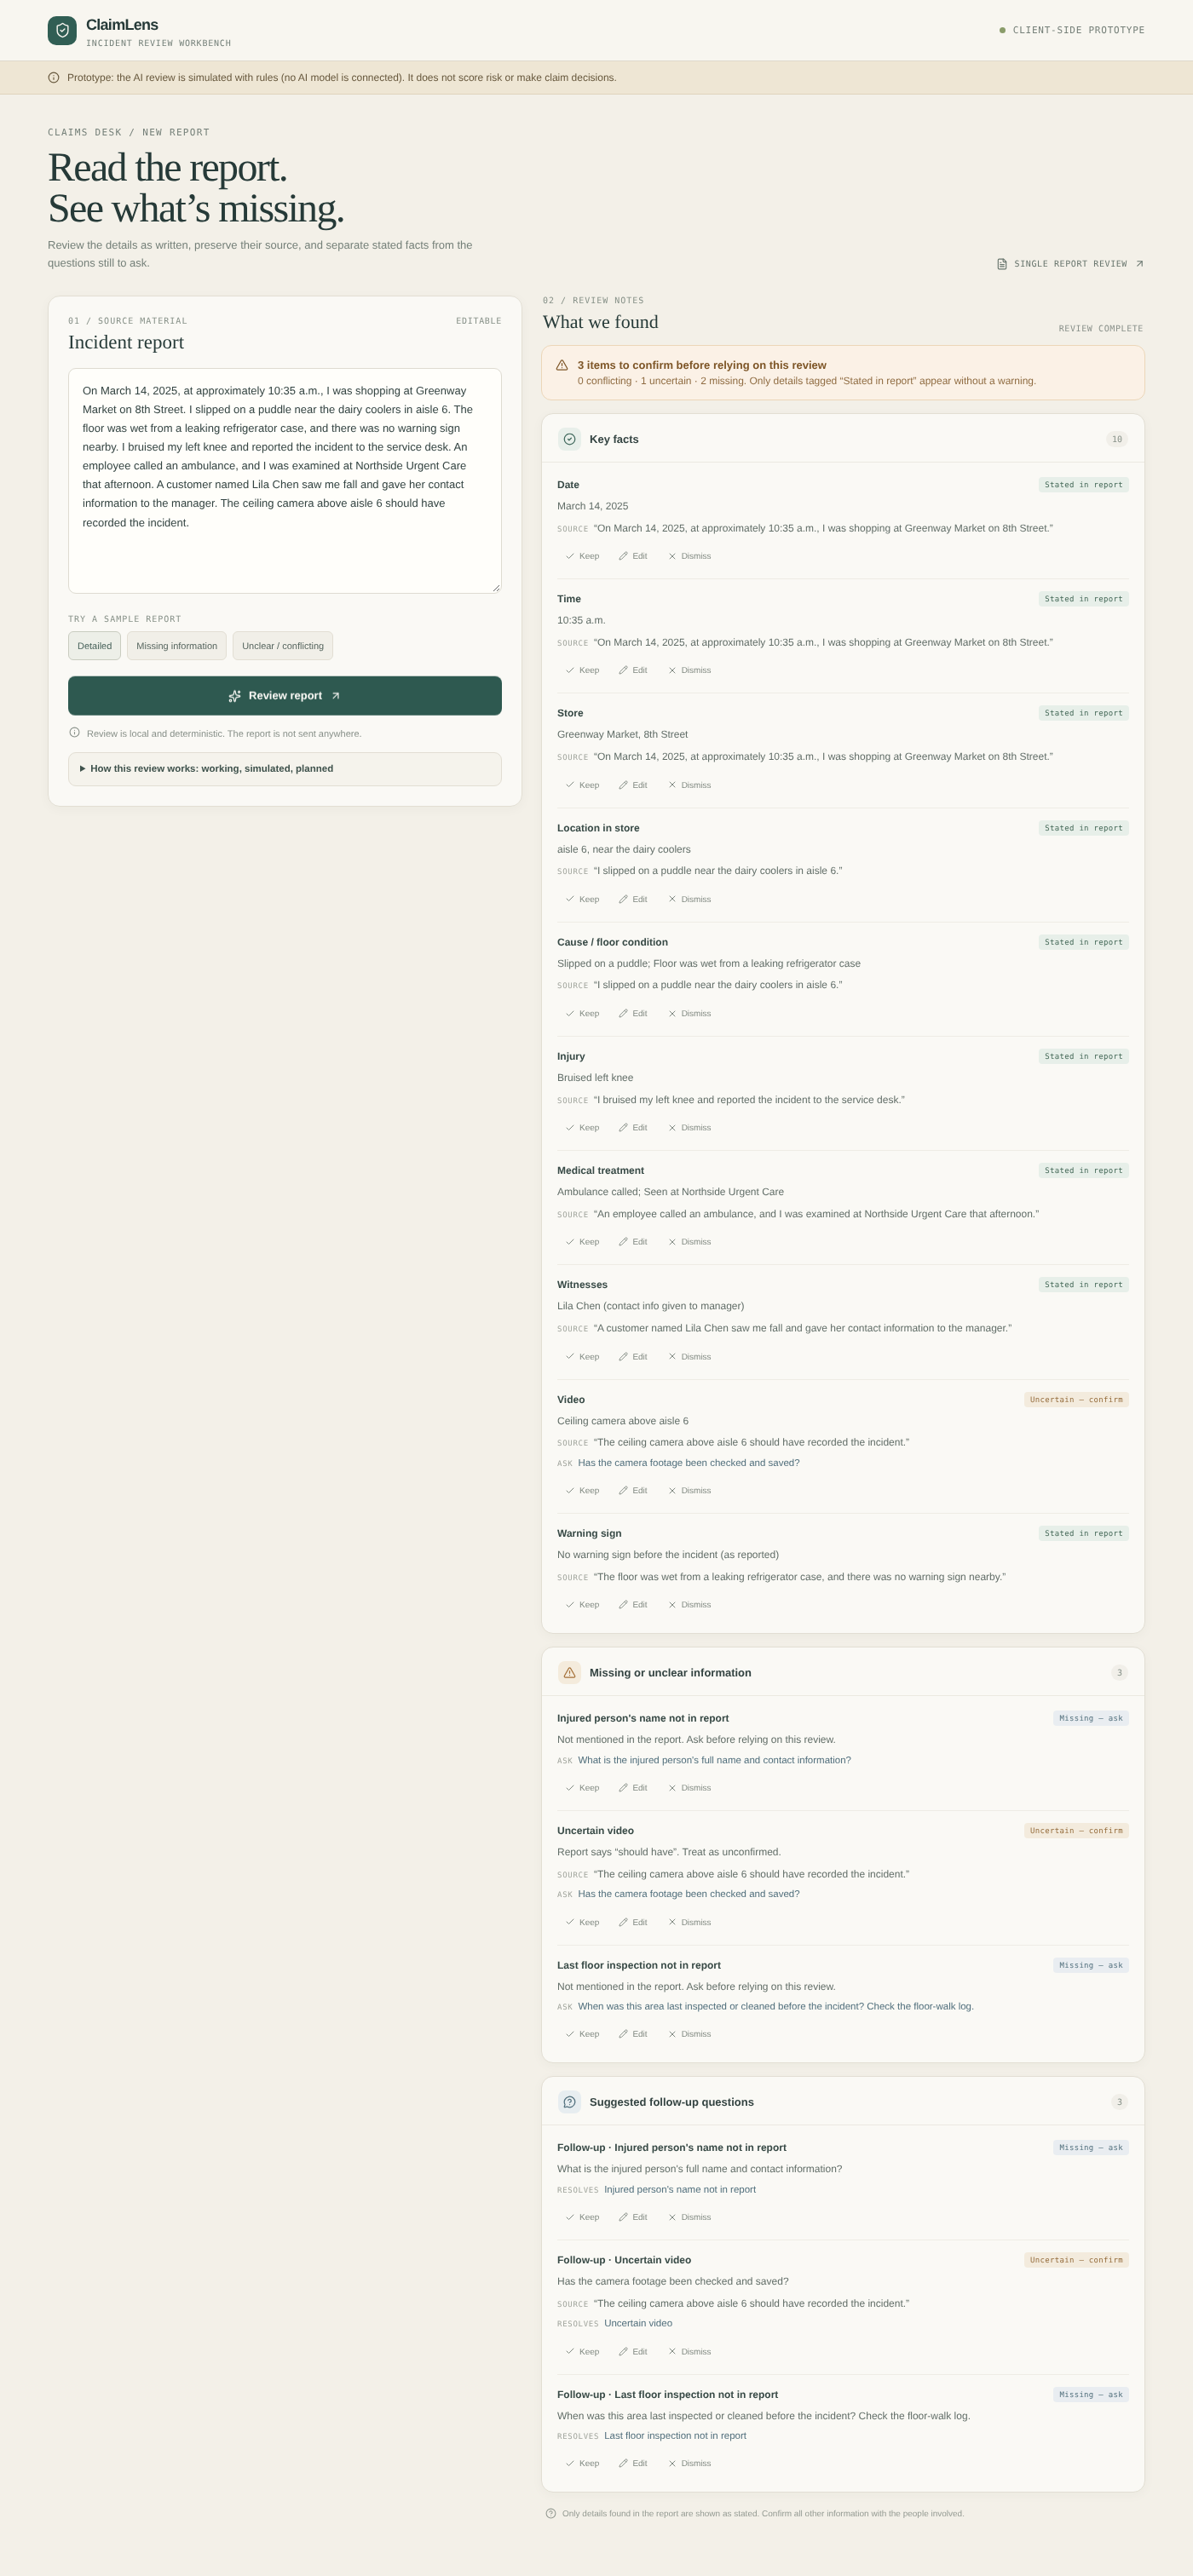 ClaimLens
INCIDENT REVIEW WORKBENCH
CLIENT-SIDE PROTOTYPE
Prototype: the AI review is simulated with rules (no AI model is connected). It does not score risk or make claim decisions.
CLAIMS DESK / NEW REPORT
Read the report.
See what’s missing.
Review the details as written, preserve their source, and separate stated facts from the
questions still to ask.
SINGLE REPORT REVIEW
01 / SOURCE MATERIAL
EDITABLE
Incident report
On March 14, 2025, at approximately 10:35 a.m., I was shopping at Greenway
Market on 8th Street. I slipped on a puddle near the dairy coolers in aisle 6. The
floor was wet from a leaking refrigerator case, and there was no warning sign
nearby. I bruised my left knee and reported the incident to the service desk. An
employee called an ambulance, and I was examined at Northside Urgent Care
that afternoon. A customer named Lila Chen saw me fall and gave her contact
information to the manager. The ceiling camera above aisle 6 should have
recorded the incident.
TRY A SAMPLE REPORT
Detailed
Missing information
Unclear / conflicting
Review report
Review is local and deterministic. The report is not sent anywhere.
How this review works: working, simulated, planned
02 / REVIEW NOTES
What we found
REVIEW COMPLETE
3 items to confirm before relying on this review
0 conflicting · 1 uncertain · 2 missing. Only details tagged “Stated in report” appear without a warning.
Key facts
10
Date
Stated in report
March 14, 2025
SOURCE “On March 14, 2025, at approximately 10:35 a.m., I was shopping at Greenway Market on 8th Street.”
Keep Edit Dismiss
Time
Stated in report
10:35 a.m.
SOURCE “On March 14, 2025, at approximately 10:35 a.m., I was shopping at Greenway Market on 8th Street.”
Keep Edit Dismiss
Store
Stated in report
Greenway Market, 8th Street
SOURCE “On March 14, 2025, at approximately 10:35 a.m., I was shopping at Greenway Market on 8th Street.”
Keep Edit Dismiss
Location in store
Stated in report
aisle 6, near the dairy coolers
SOURCE “I slipped on a puddle near the dairy coolers in aisle 6.”
Keep Edit Dismiss
Cause / floor condition
Stated in report
Slipped on a puddle; Floor was wet from a leaking refrigerator case
SOURCE “I slipped on a puddle near the dairy coolers in aisle 6.”
Keep Edit Dismiss
Injury
Stated in report
Bruised left knee
SOURCE “I bruised my left knee and reported the incident to the service desk.”
Keep Edit Dismiss
Medical treatment
Stated in report
Ambulance called; Seen at Northside Urgent Care
SOURCE “An employee called an ambulance, and I was examined at Northside Urgent Care that afternoon.”
Keep Edit Dismiss
Witnesses
Stated in report
Lila Chen (contact info given to manager)
SOURCE “A customer named Lila Chen saw me fall and gave her contact information to the manager.”
Keep Edit Dismiss
Video
Uncertain — confirm
Ceiling camera above aisle 6
SOURCE “The ceiling camera above aisle 6 should have recorded the incident.”
ASK Has the camera footage been checked and saved?
Keep Edit Dismiss
Warning sign
Stated in report
No warning sign before the incident (as reported)
SOURCE “The floor was wet from a leaking refrigerator case, and there was no warning sign nearby.”
Keep Edit Dismiss
Missing or unclear information
3
Injured person's name not in report
Missing — ask
Not mentioned in the report. Ask before relying on this review.
ASK What is the injured person's full name and contact information?
Keep Edit Dismiss
Uncertain video
Uncertain — confirm
Report says “should have”. Treat as unconfirmed.
SOURCE “The ceiling camera above aisle 6 should have recorded the incident.”
ASK Has the camera footage been checked and saved?
Keep Edit Dismiss
Last floor inspection not in report
Missing — ask
Not mentioned in the report. Ask before relying on this review.
ASK When was this area last inspected or cleaned before the incident? Check the floor-walk log.
Keep Edit Dismiss
Suggested follow-up questions
3
Follow-up · Injured person's name not in report
Missing — ask
What is the injured person's full name and contact information?
RESOLVES Injured person's name not in report
Keep Edit Dismiss
Follow-up · Uncertain video
Uncertain — confirm
Has the camera footage been checked and saved?
SOURCE “The ceiling camera above aisle 6 should have recorded the incident.”
RESOLVES Uncertain video
Keep Edit Dismiss
Follow-up · Last floor inspection not in report
Missing — ask
When was this area last inspected or cleaned before the incident? Check the floor-walk log.
RESOLVES Last floor inspection not in report
Keep Edit Dismiss
Only details found in the report are shown as stated. Confirm all other information with the people involved.